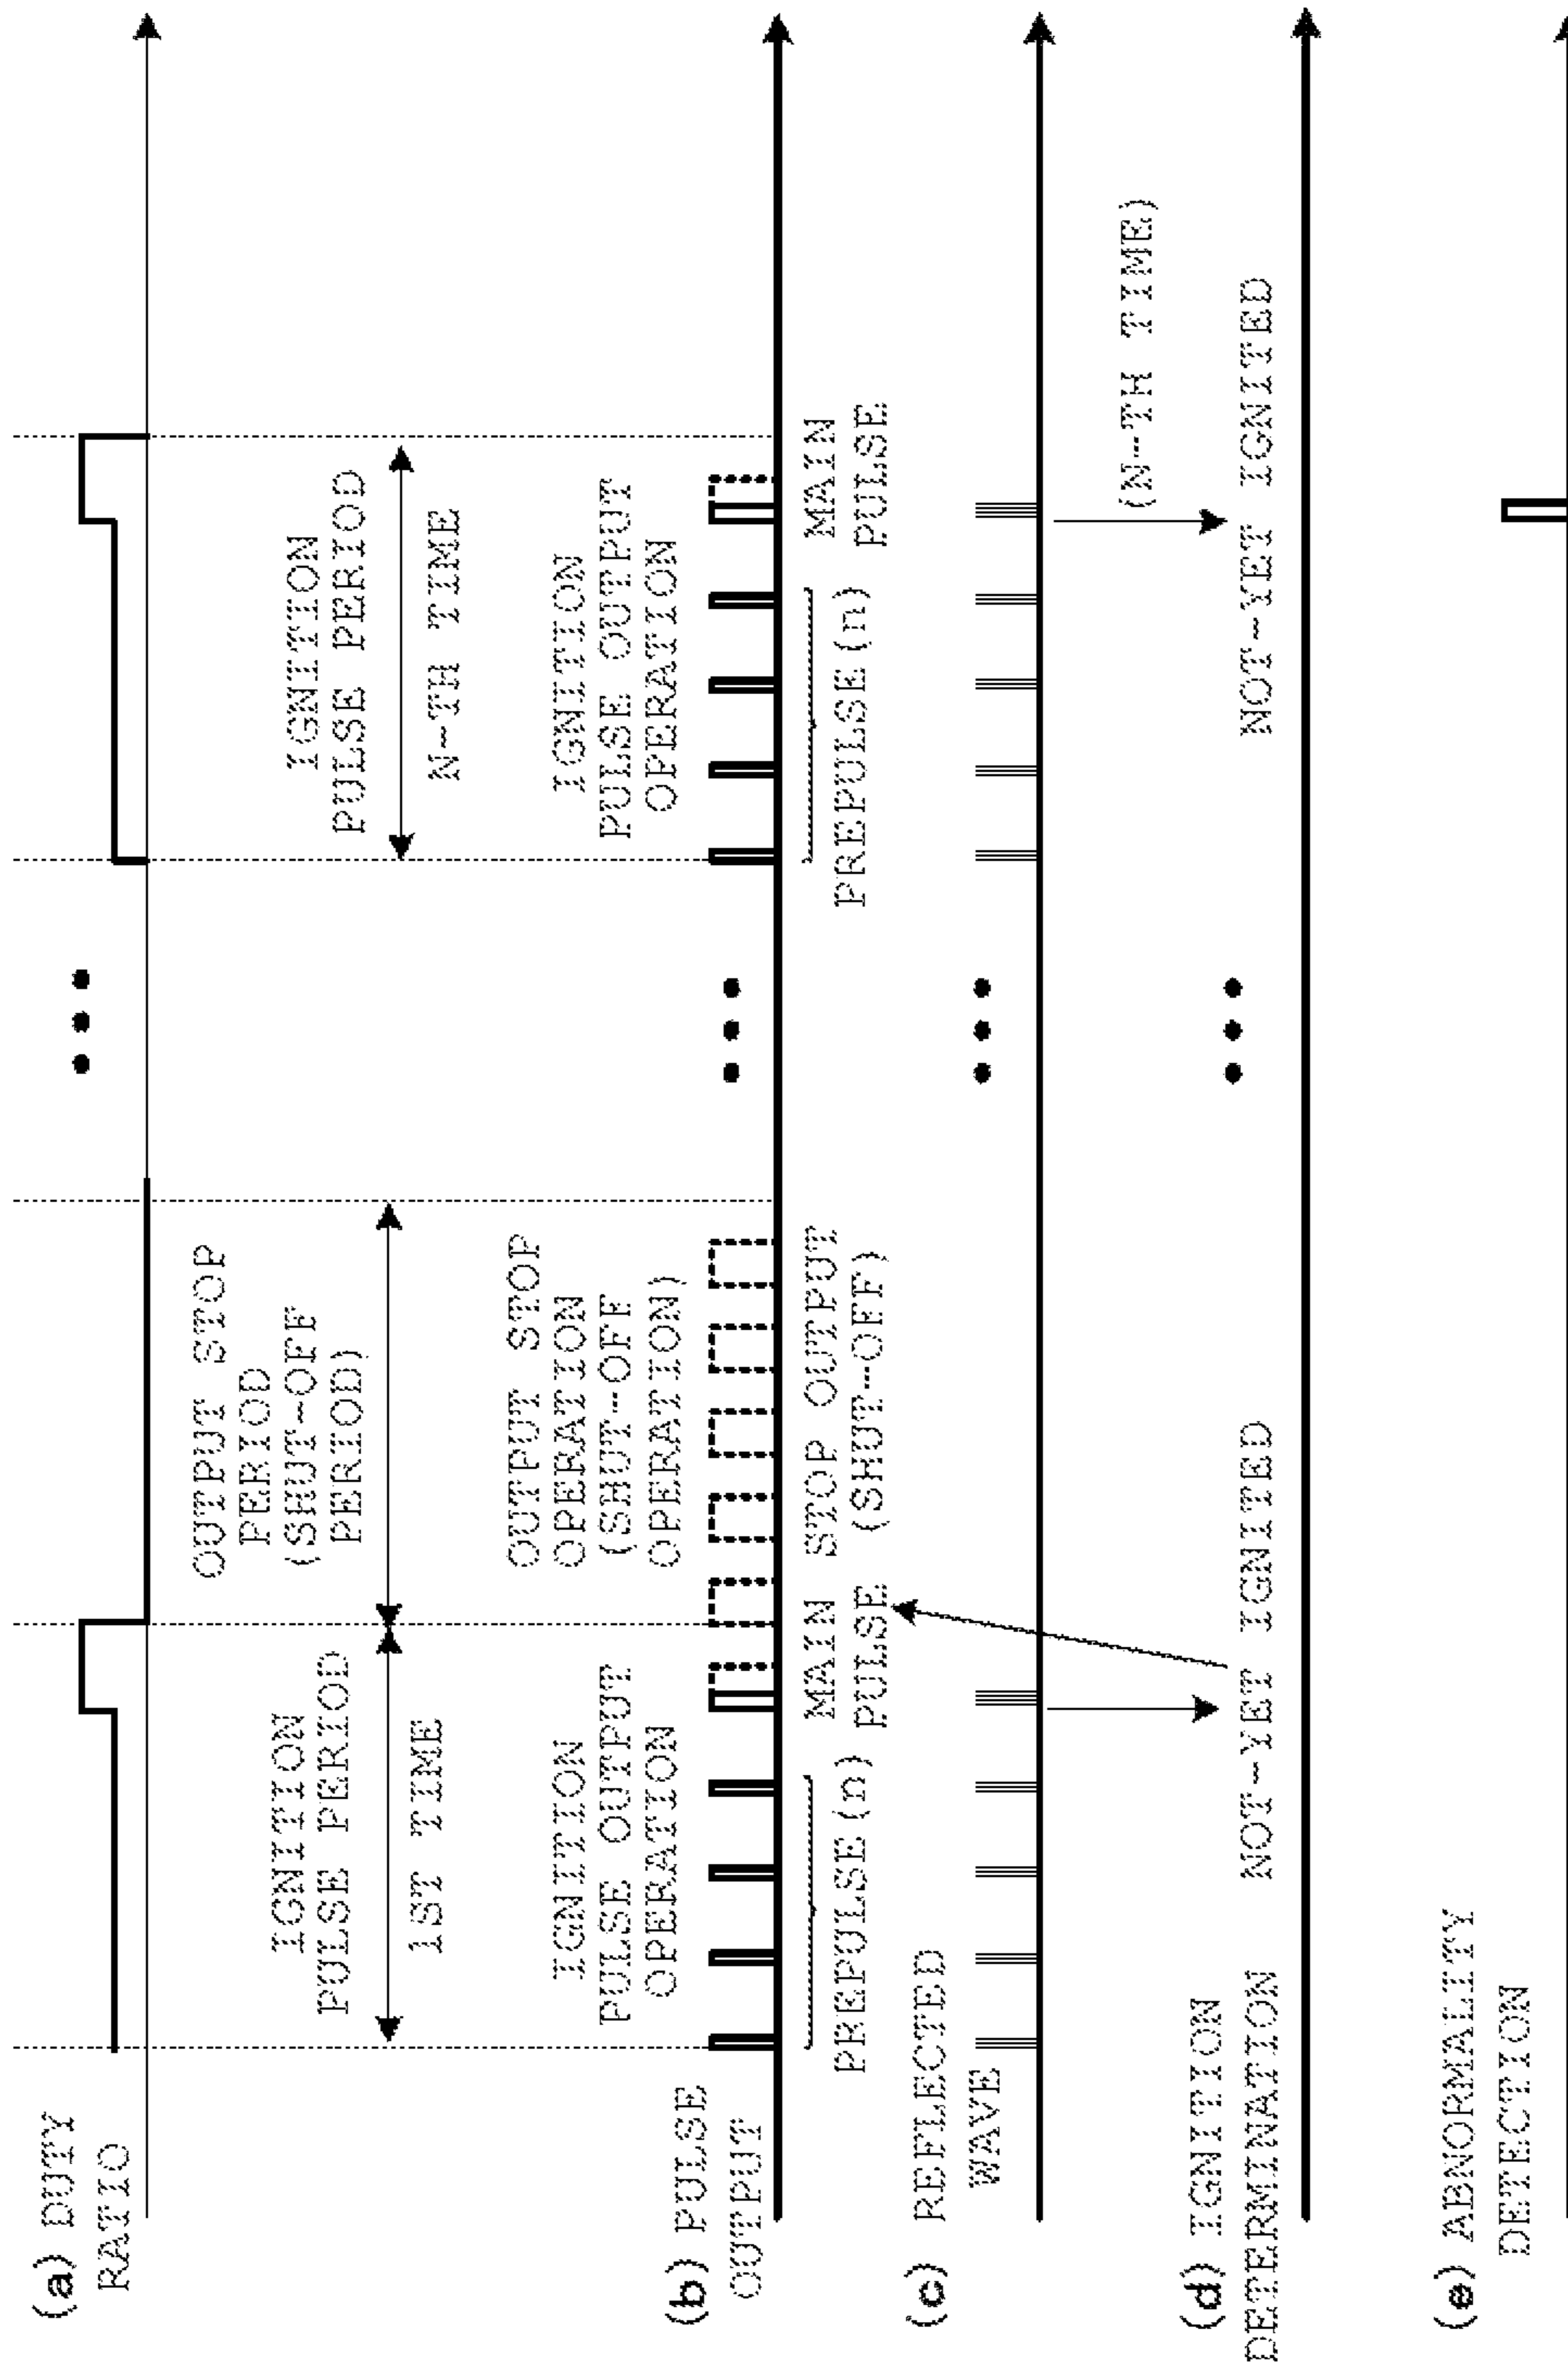 (a) DUTY
RATIO
IGNITION
PULSE PERIOD
1ST TIME
OUTPUT STOP
PERIOD
(SHUT-OFF
PERIOD)
IGNITION
PULSE PERIOD
N-TH TIME
IGNITION
PULSE OUTPUT
OPERATION
OUTPUT STOP
OPERATION
(SHUT-OFF
OPERATION)
IGNITION
PULSE OUTPUT
OPERATION
(b) PULSE
OUTPUT
PREPULSE(n)
MAIN
PULSE
STOP OUTPUT
(SHUT-OFF)
PREPULSE(n)
MAIN
PULSE
(c) REFLECTED
WAVE
(N-TH TIME)
(d) IGNITION
DETERMINATION
NOT-YET IGNITED
NOT-YET IGNITED
(e) ABNORMALITY
DETECTION